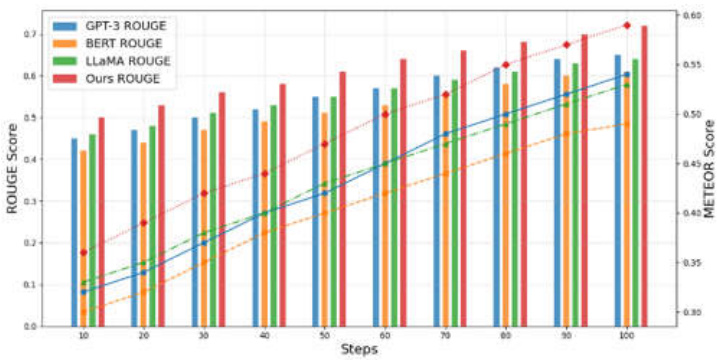 GPT-3 ROUGE
BERT ROUGE
LLaMA ROUGE
Ours ROUGE
ROUGE Score
0.7
0.6
0.5
0.4
0.3
0.2
0.1
0.0
METEOR Score
0.60
0.55
0.50
0.45
0.40
0.35
0.30
10 20 30 40 50 60 70 80 90 100
Steps